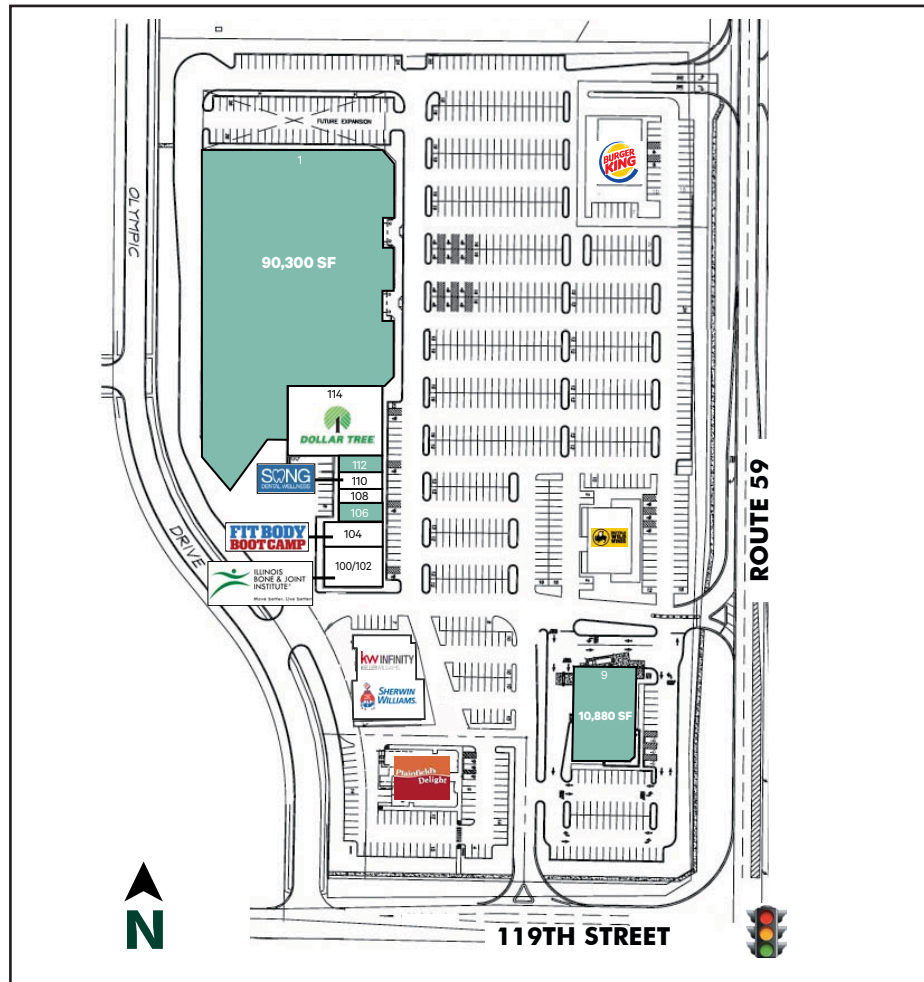 FUTURE EXPANSION
1
BURGER
KING
OLYMPIC
90,300 SF
114
DOLLAR TREE
112
SONG
DENTAL WELLNESS
110
108
106
FIT BODY
BOOT CAMP
104
DRIVE
ILLINOIS
BONE & JOINT
INSTITUTE
Move better. Live better.
100/102
ROUTE 59
kw INFINITY
KELLERWILLIAMS
SHERWIN
WILLIAMS.
9
10,880 SF
Plainfield's
Delight
N
119TH STREET